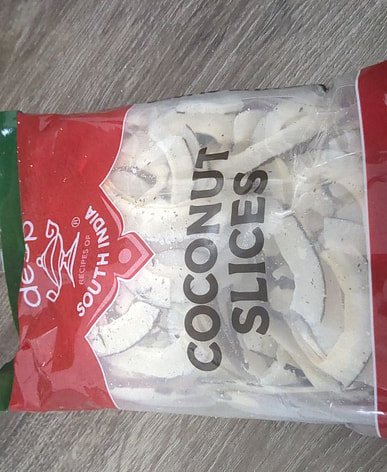 deep
®
RECIPES OF
SOUTH INDIA
COCONUT
SLICES